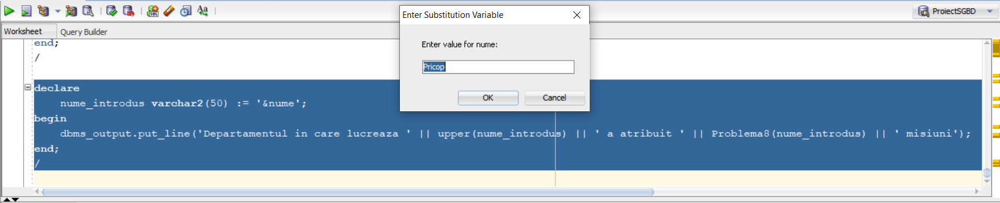 ProiectSGBD
Worksheet
Query Builder
Enter Substitution Variable
Enter value for nume:
Pricop
OK
Cancel
end;
/
declare
nume_introdus varchar2(50) := '&nume';
begin
dbms_output.put_line('Departamentul in care lucreaza ' || upper(nume_introdus) || ' a atribuit ' || Problema8(nume_introdus) || ' misiuni');
end;
/